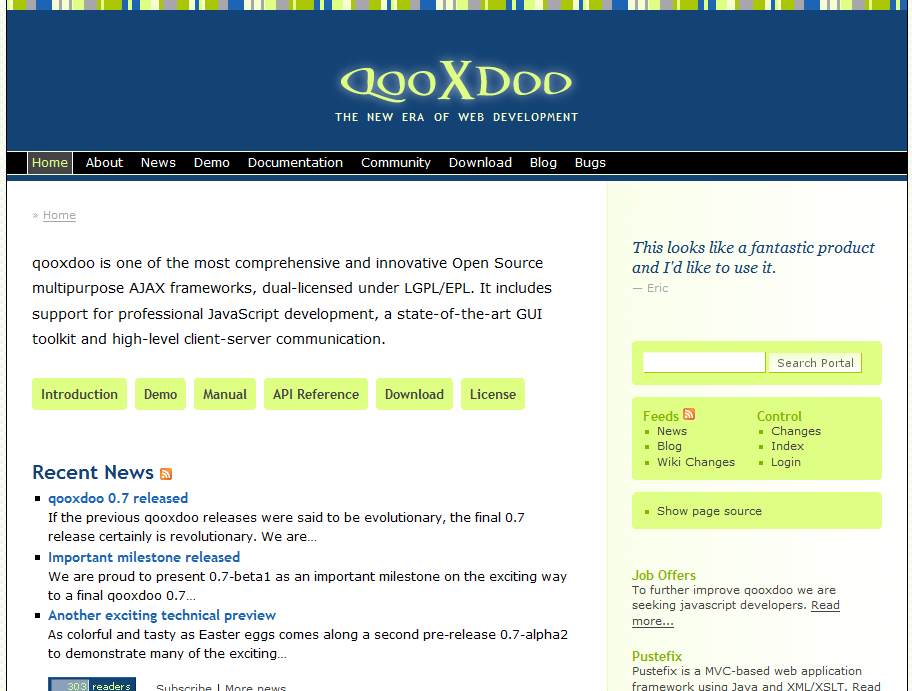 QooXDoo
THE NEW ERA OF WEB DEVELOPMENT
Home About News Demo Documentation Community Download Blog Bugs
» Home
qooxdoo is one of the most comprehensive and innovative Open Source
multipurpose AJAX frameworks, dual-licensed under LGPL/EPL. It includes
support for professional JavaScript development, a state-of-the-art GUI
toolkit and high-level client-server communication.
Introduction Demo Manual API Reference Download License
Recent News
qooxdoo 0.7 released
If the previous qooxdoo releases were said to be evolutionary, the final 0.7
release certainly is revolutionary. We are...
Important milestone released
We are proud to present 0.7-beta1 as an important milestone on the exciting way
to a final qooxdoo 0.7...
Another exciting technical preview
As colorful and tasty as Easter eggs comes along a second pre-release 0.7-alpha2
to demonstrate many of the exciting...
303 readers Subscribe | More news
This looks like a fantastic product
and I'd like to use it.
— Eric
Search Portal
Feeds
News
Blog
Wiki Changes
Control
Changes
Index
Login
Show page source
Job Offers
To further improve qooxdoo we are
seeking javascript developers. Read
more...
Pustefix
Pustefix is a MVC-based web application
framework using Java and XML/XSLT. Read